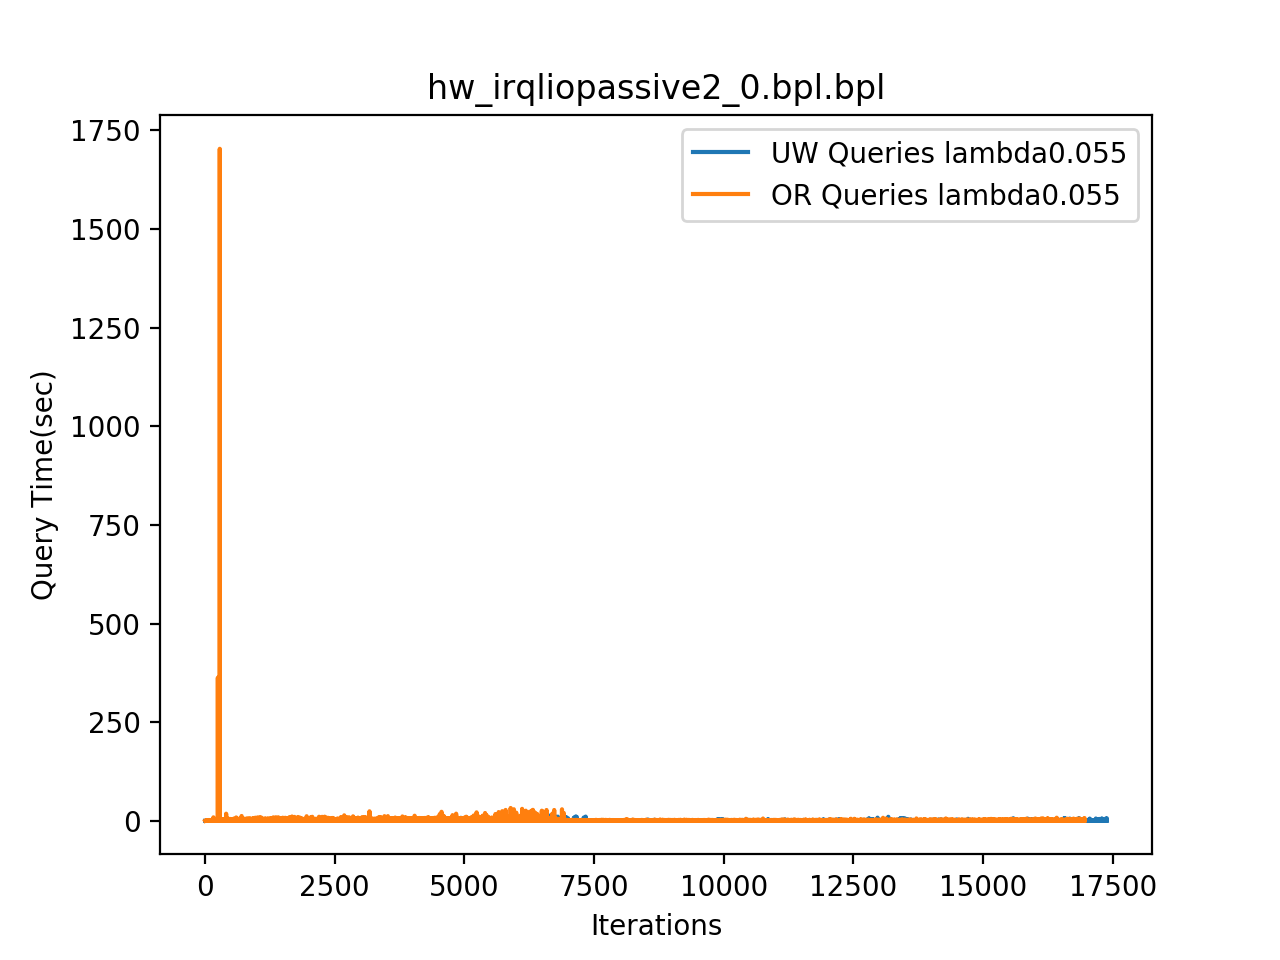 hw_irqliopassive2_0.bpl.bpl
UW Queries lambda0.055
OR Queries lambda0.055
Query Time(sec)
1750
1500
1250
1000
750
500
250
0
0 2500 5000 7500 10000 12500 15000 17500
Iterations